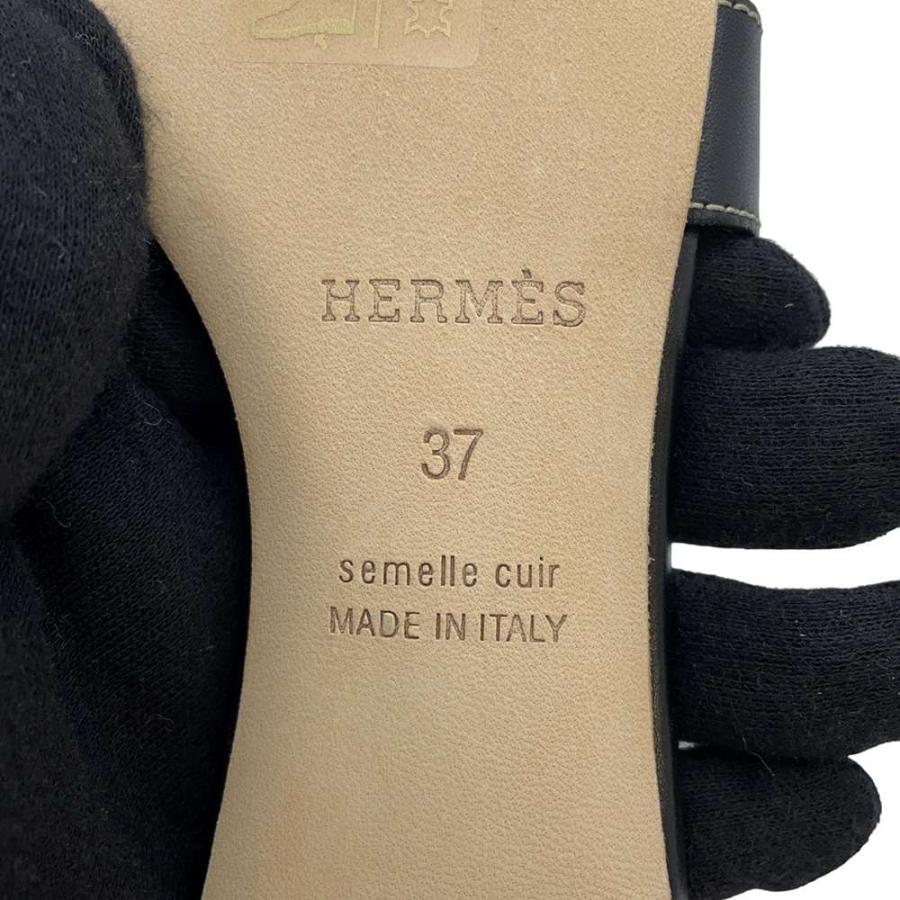 HERMÈS
37
semelle cuir
MADE IN ITALY